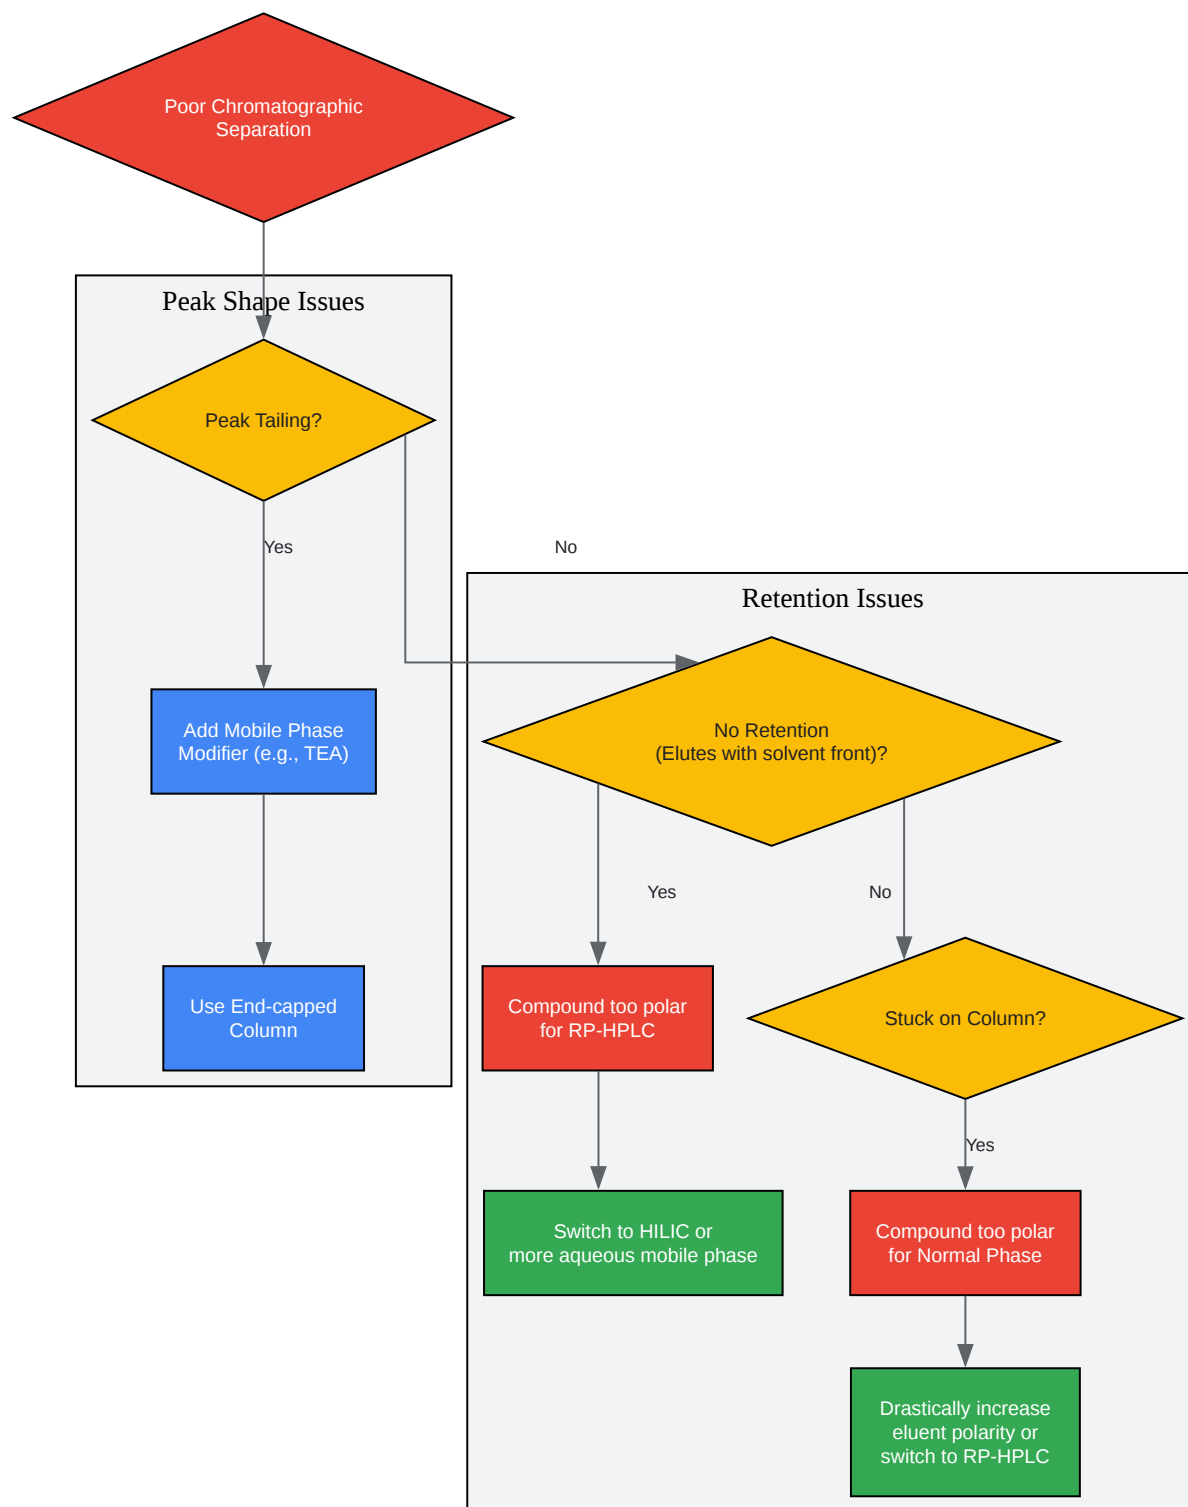 Poor Chromatographic
Separation
Peak Shape Issues
Peak Tailing?
Yes
No
Add Mobile Phase
Modifier (e.g., TEA)
Use End-capped
Column
Retention Issues
No Retention
(Elutes with solvent front)?
Yes
No
Compound too polar
for RP-HPLC
Stuck on Column?
Yes
Switch to HILIC or
more aqueous mobile phase
Compound too polar
for Normal Phase
Drastically increase
eluent polarity or
switch to RP-HPLC